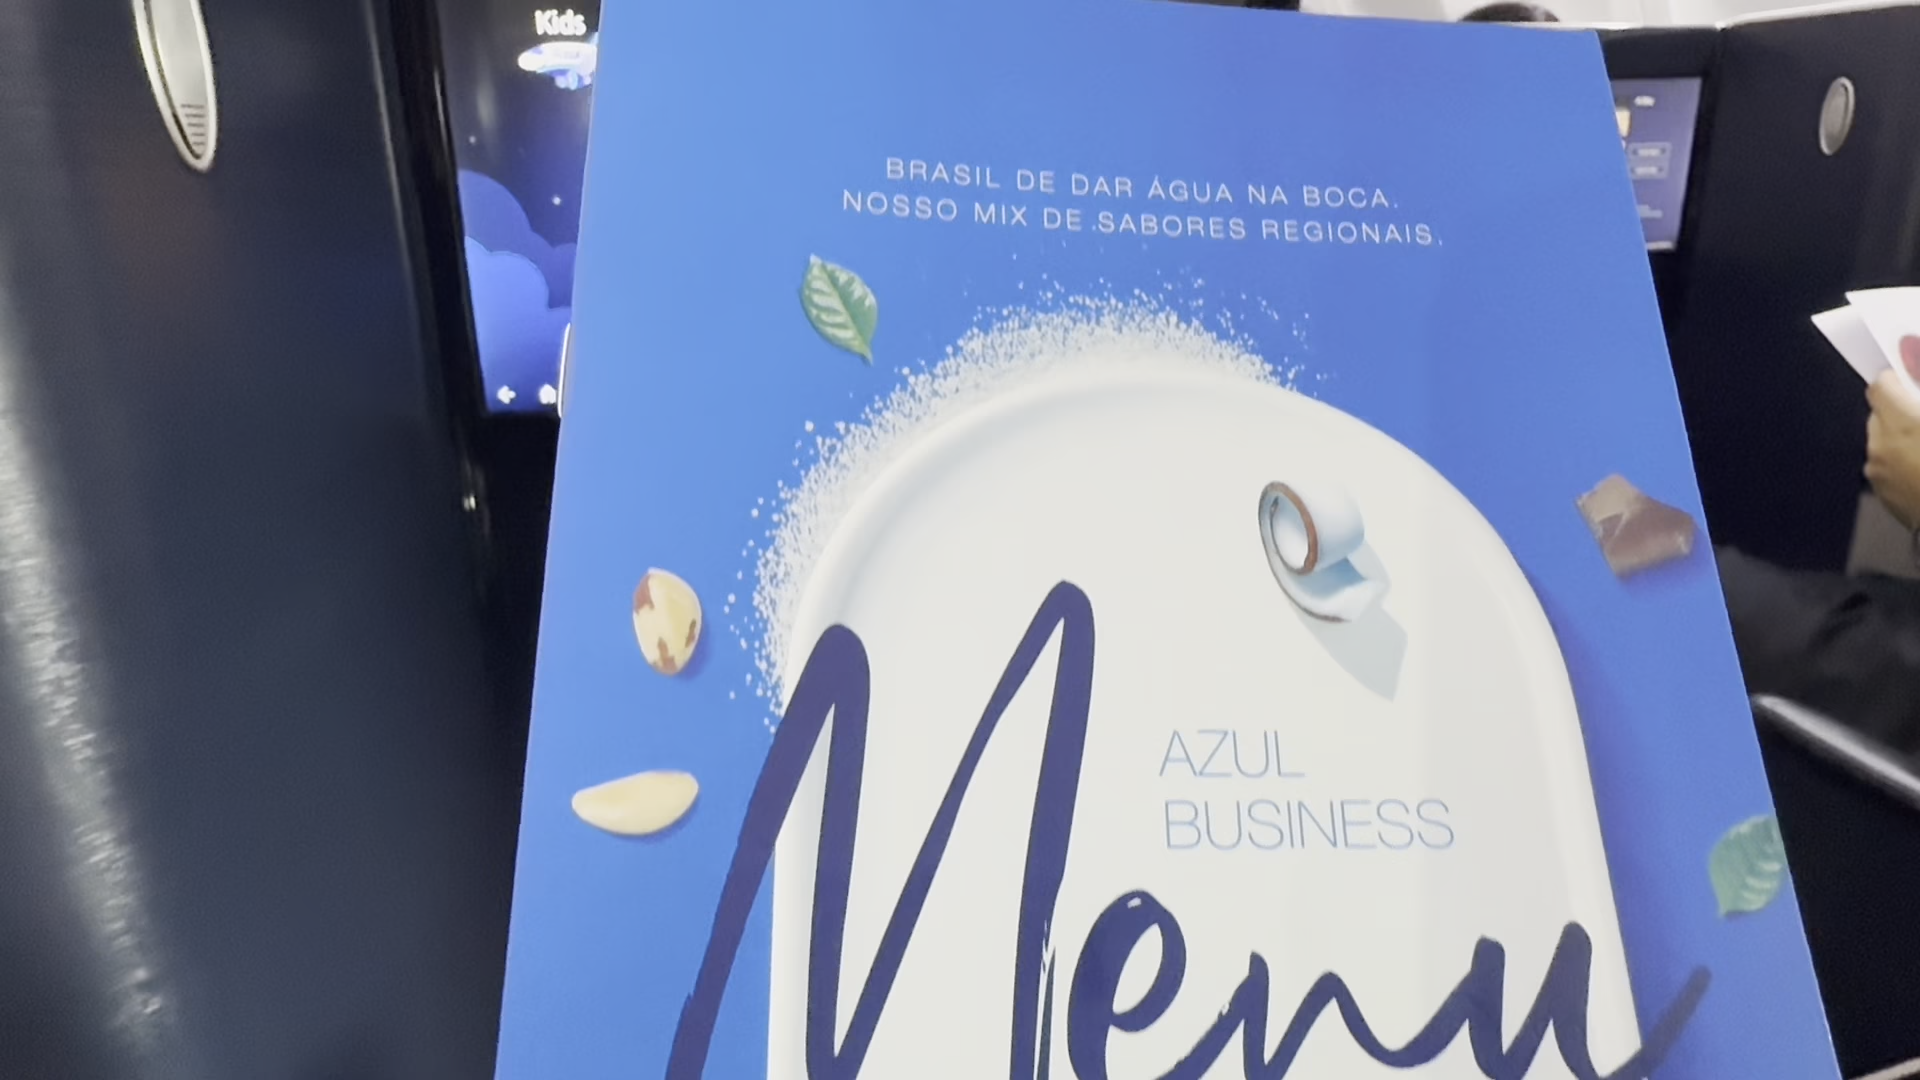 Kids
BRASIL DE DAR ÁGUA NA BOCA.
NOSSO MIX DE SABORES REGIONAIS.
AZUL
BUSINESS
Menu